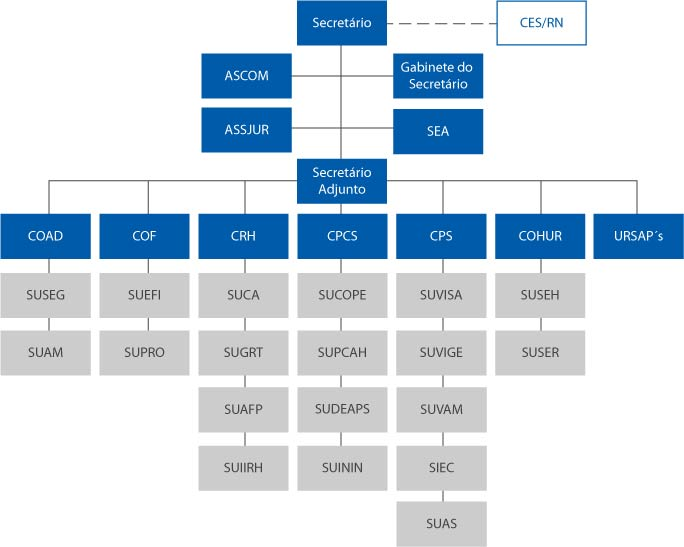 Secretário
CES/RN
ASCOM
Gabinete do
Secretário
ASSJUR
SEA
Secretário
Adjunto
COAD
COF
CRH
CPCS
CPS
COHUR
URSAP´s
SUSEG
SUEFI
SUCA
SUCOPE
SUVISA
SUSEH
SUAM
SUPRO
SUGRT
SUPCAH
SUVIGE
SUSER
SUAFP
SUDEAPS
SUVAM
SUIIRH
SUININ
SIEC
SUAS